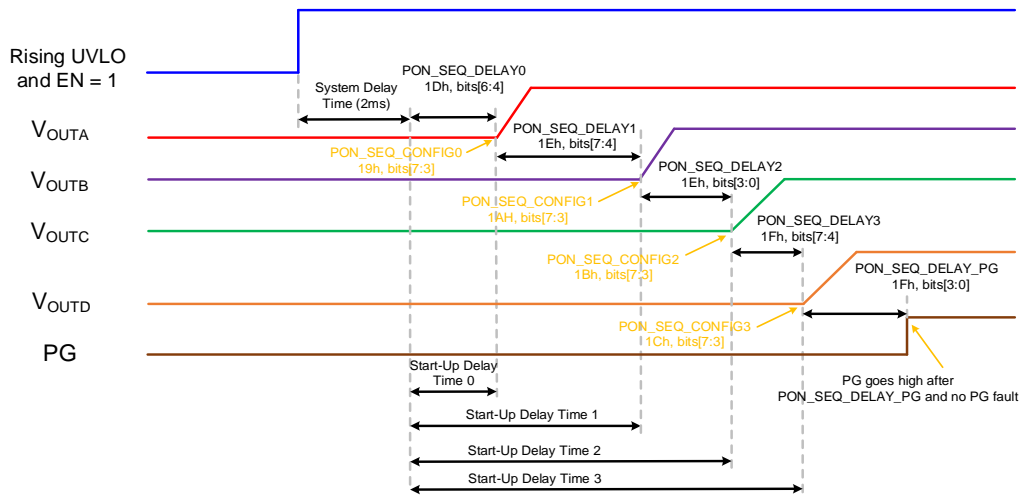 Rising UVLO
and EN = 1
System Delay
Time (2ms)
PON_SEQ_DELAY0
1Dh, bits[6:4]
VOUTA
PON_SEQ_CONFIG0
19h, bits[7:3]
PON_SEQ_DELAY1
1Eh, bits[7:4]
VOUTB
PON_SEQ_CONFIG1
1AH, bits[7:3]
PON_SEQ_DELAY2
1Eh, bits[3:0]
VOUTC
PON_SEQ_CONFIG2
1Bh, bits[7:3]
PON_SEQ_DELAY3
1Fh, bits[7:4]
VOUTD
PON_SEQ_CONFIG3
1Ch, bits[7:3]
PON_SEQ_DELAY_PG
1Fh, bits[3:0]
PG
PG goes high after
PON_SEQ_DELAY_PG and no PG fault
Start-Up Delay
Time 0
Start-Up Delay Time 1
Start-Up Delay Time 2
Start-Up Delay Time 3